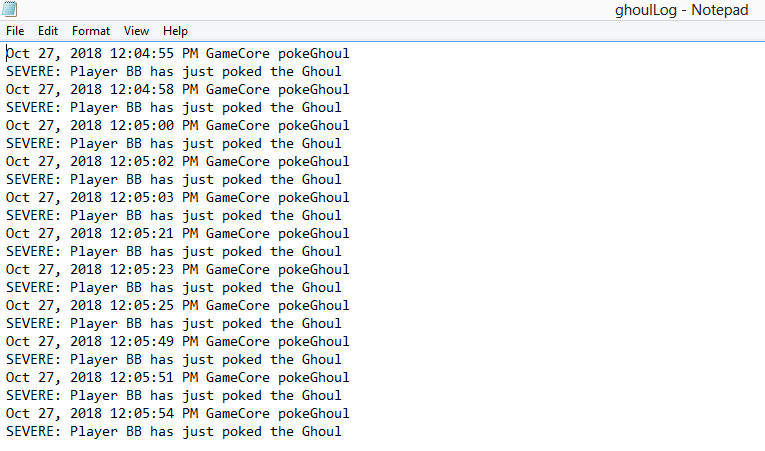 ghoulLog - Notepad
File Edit Format View Help
Oct 27, 2018 12:04:55 PM GameCore pokeGhoul
SEVERE: Player BB has just poked the Ghoul
Oct 27, 2018 12:04:58 PM GameCore pokeGhoul
SEVERE: Player BB has just poked the Ghoul
Oct 27, 2018 12:05:00 PM GameCore pokeGhoul
SEVERE: Player BB has just poked the Ghoul
Oct 27, 2018 12:05:02 PM GameCore pokeGhoul
SEVERE: Player BB has just poked the Ghoul
Oct 27, 2018 12:05:03 PM GameCore pokeGhoul
SEVERE: Player BB has just poked the Ghoul
Oct 27, 2018 12:05:21 PM GameCore pokeGhoul
SEVERE: Player BB has just poked the Ghoul
Oct 27, 2018 12:05:23 PM GameCore pokeGhoul
SEVERE: Player BB has just poked the Ghoul
Oct 27, 2018 12:05:25 PM GameCore pokeGhoul
SEVERE: Player BB has just poked the Ghoul
Oct 27, 2018 12:05:49 PM GameCore pokeGhoul
SEVERE: Player BB has just poked the Ghoul
Oct 27, 2018 12:05:51 PM GameCore pokeGhoul
SEVERE: Player BB has just poked the Ghoul
Oct 27, 2018 12:05:54 PM GameCore pokeGhoul
SEVERE: Player BB has just poked the Ghoul